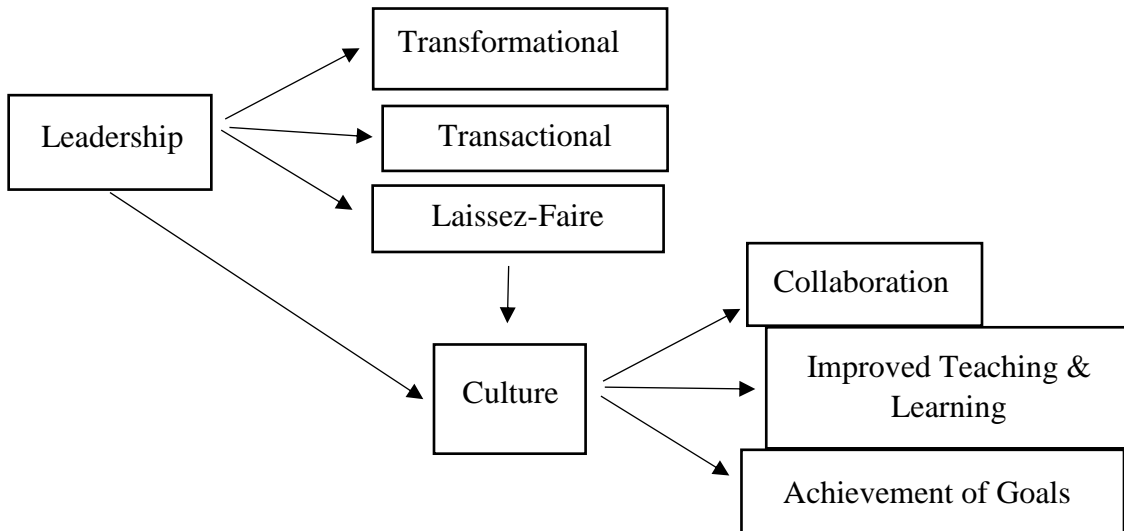 Transformational
Leadership
Transactional
Laissez-Faire
Collaboration
Culture
Improved Teaching &
Learning
Achievement of Goals